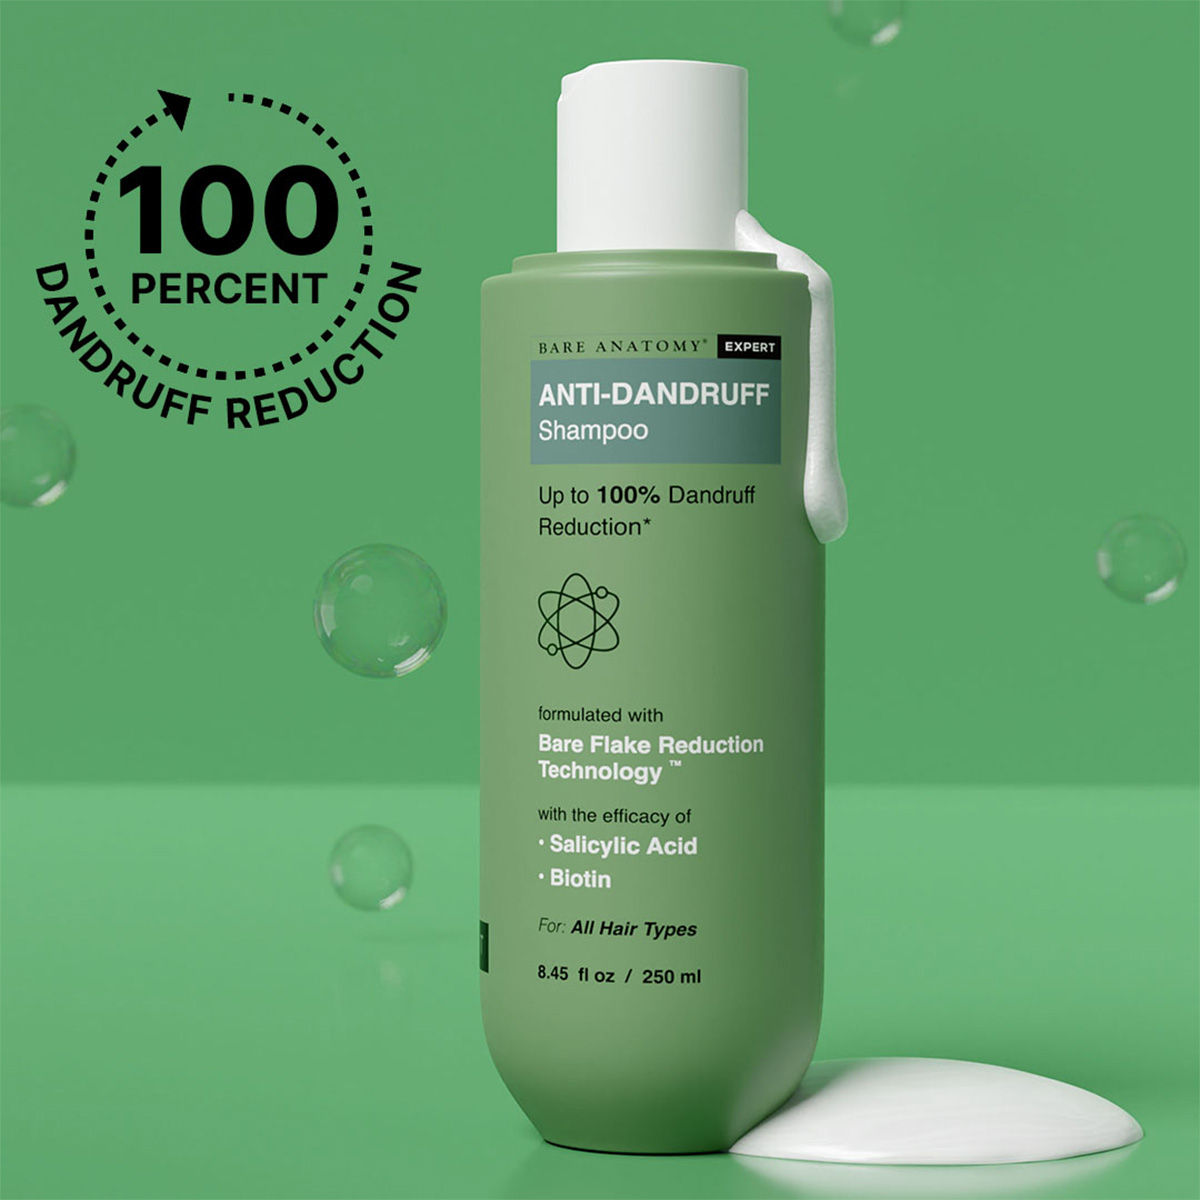 100
PERCENT
DANDRUFF REDUCTION
BARE ANATOMY® EXPERT
ANTI-DANDRUFF
Shampoo
Up to 100% Dandruff
Reduction*
formulated with
Bare Flake Reduction
Technology ™
with the efficacy of
• Salicylic Acid
• Biotin
For: All Hair Types
8.45 fl oz / 250 ml